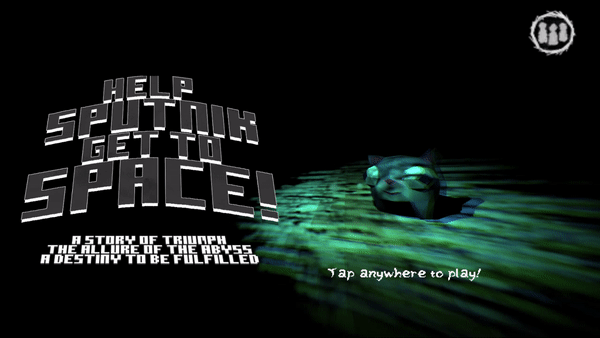 HELP
SPUTNIK
GET TO
SPACE!
A STORY OF TRIUMPH
THE ALLURE OF THE ABYSS
A DESTINY TO BE FULFILLED
Tap anywhere to play!